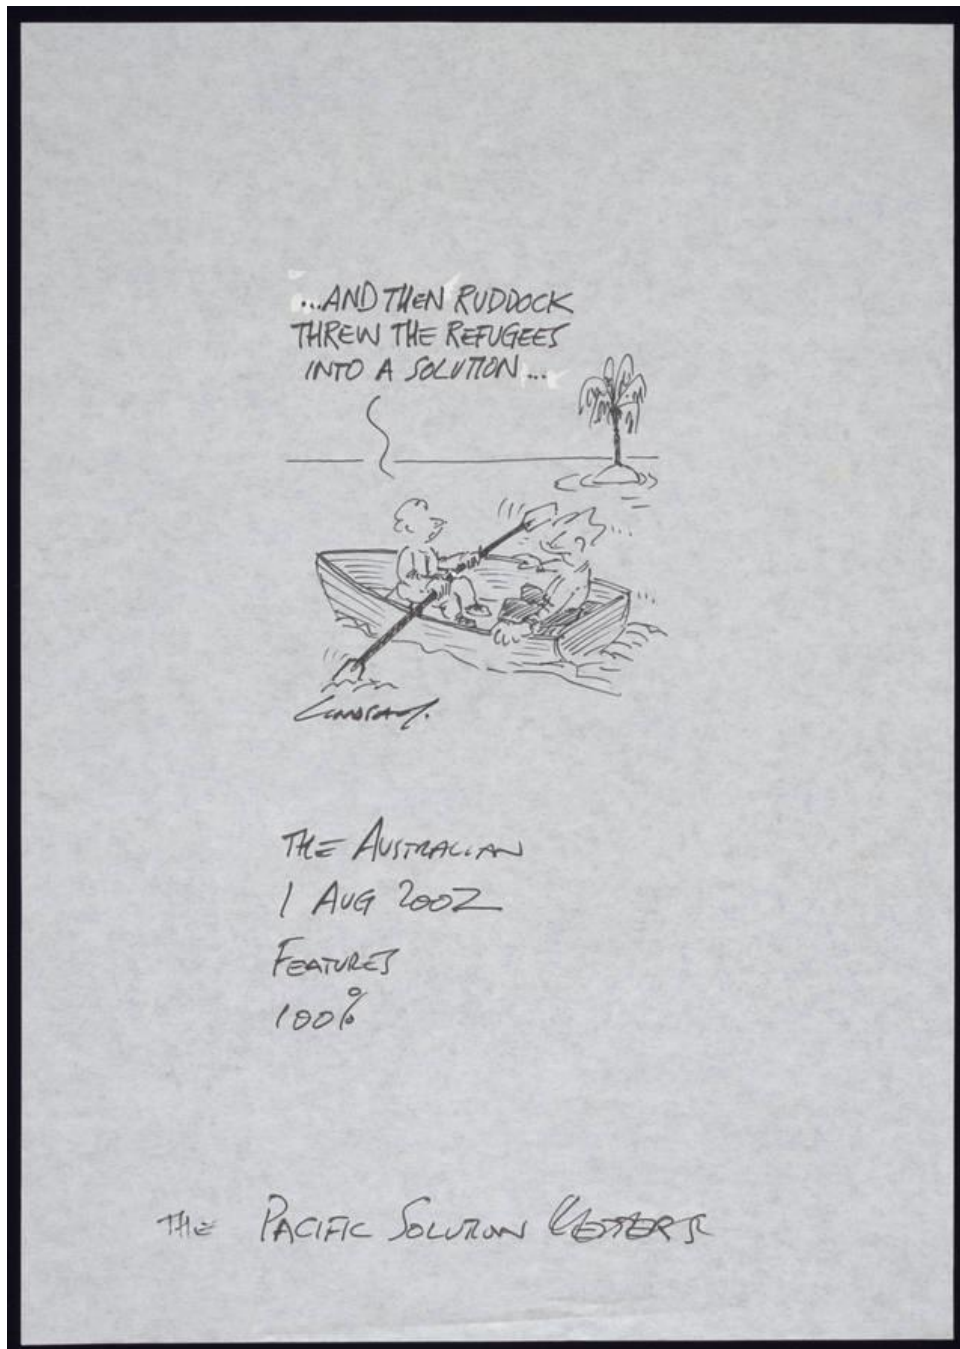 ...AND THEN RUDDOCK
THREW THE REFUGEES
INTO A SOLUTION...
THE AUSTRALIAN
1 AUG 2002
FEATURES
100%
THE PACIFIC SOLUTION